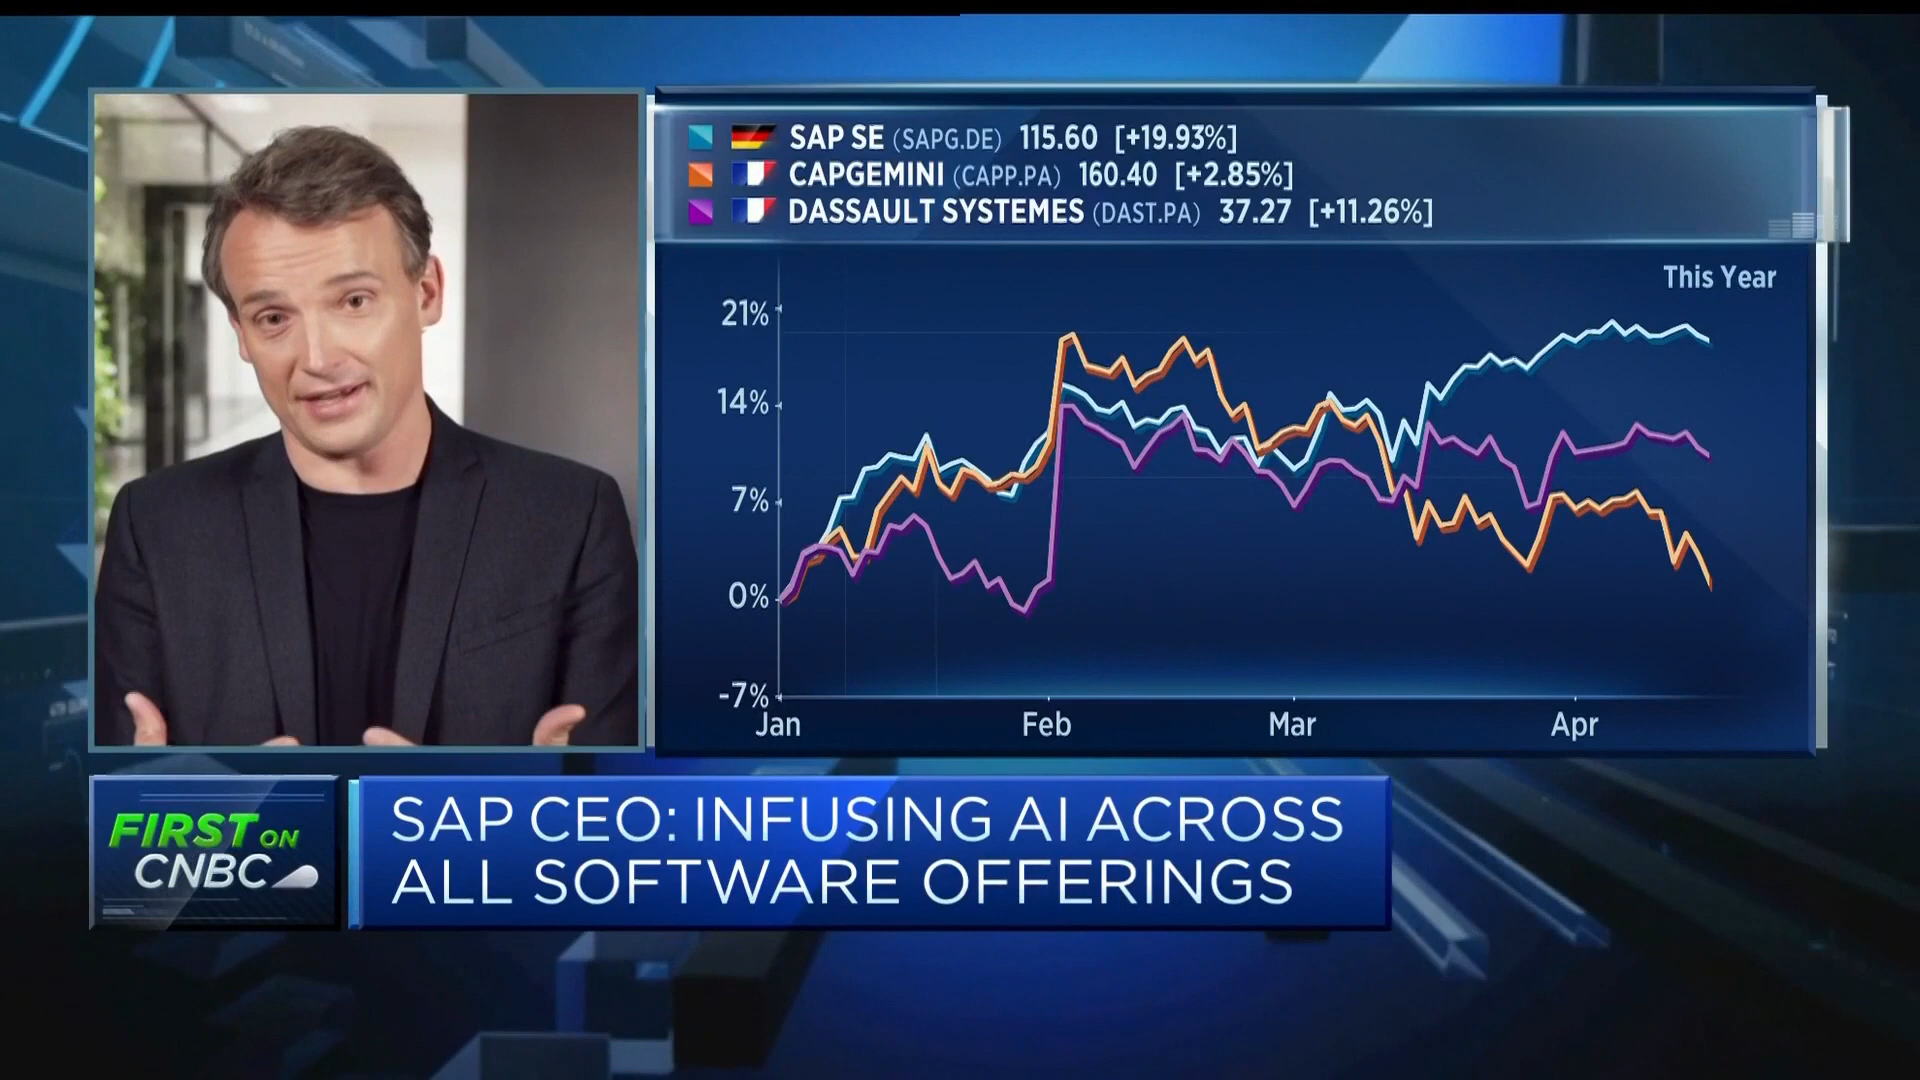 SAP SE (SAPG.DE) 115.60 [+19.93%]
CAPGEMINI (CAPP.PA) 160.40 [+2.85%]
DASSAULT SYSTEMES (DAST.PA) 37.27 [+11.26%]
This Year
21%
14%
7%
0%
-7%
Jan Feb Mar Apr
FIRST ON
CNBC
SAP CEO: INFUSING AI ACROSS
ALL SOFTWARE OFFERINGS